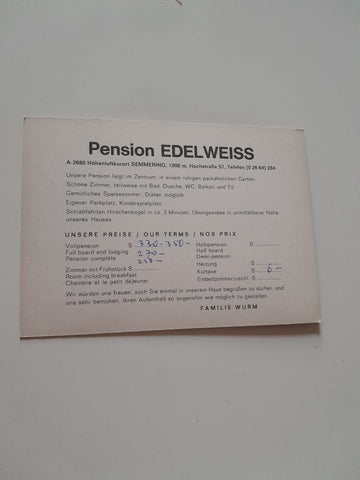 Pension EDELWEISS
A-2680 Höhenluftkurort SEMMERING, 1000 m, Hochstraße 57, Telefon (0 26 64) 284
Unsere Pension liegt im Zentrum, in einem ruhigen parkähnlichen Garten.
Schöne Zimmer, teilweise mit Bad, Dusche, WC, Balkon und TV.
Gemütliches Speisezimmer, Diäten möglich.
Eigener Parkplatz, Kinderspielplatz.
Schiabfahrten Hirschenkogel in ca. 3 Minuten, Übungswiese in unmittelbarer Nähe
unseres Hauses.
UNSERE PREISE / OUR TERMS / NOS PRIX
Vollpension S 330-350-
Full board and lodging 270-
Pension complète
Zimmer mit Frühstück S
Room including breakfast
Chambre et le petit déjeuner
Halbpension S
Half board
Demi-pension
Heizung S
Kurtaxe S 6-
Einbettzimmerzuschl. S
Wir würden uns freuen, auch Sie einmal in unserem Haus begrüßen zu dürfen, und
uns sehr bemühen, Ihren Aufenthalt so angenehm wie möglich zu gestalten.
FAMILIE WURM